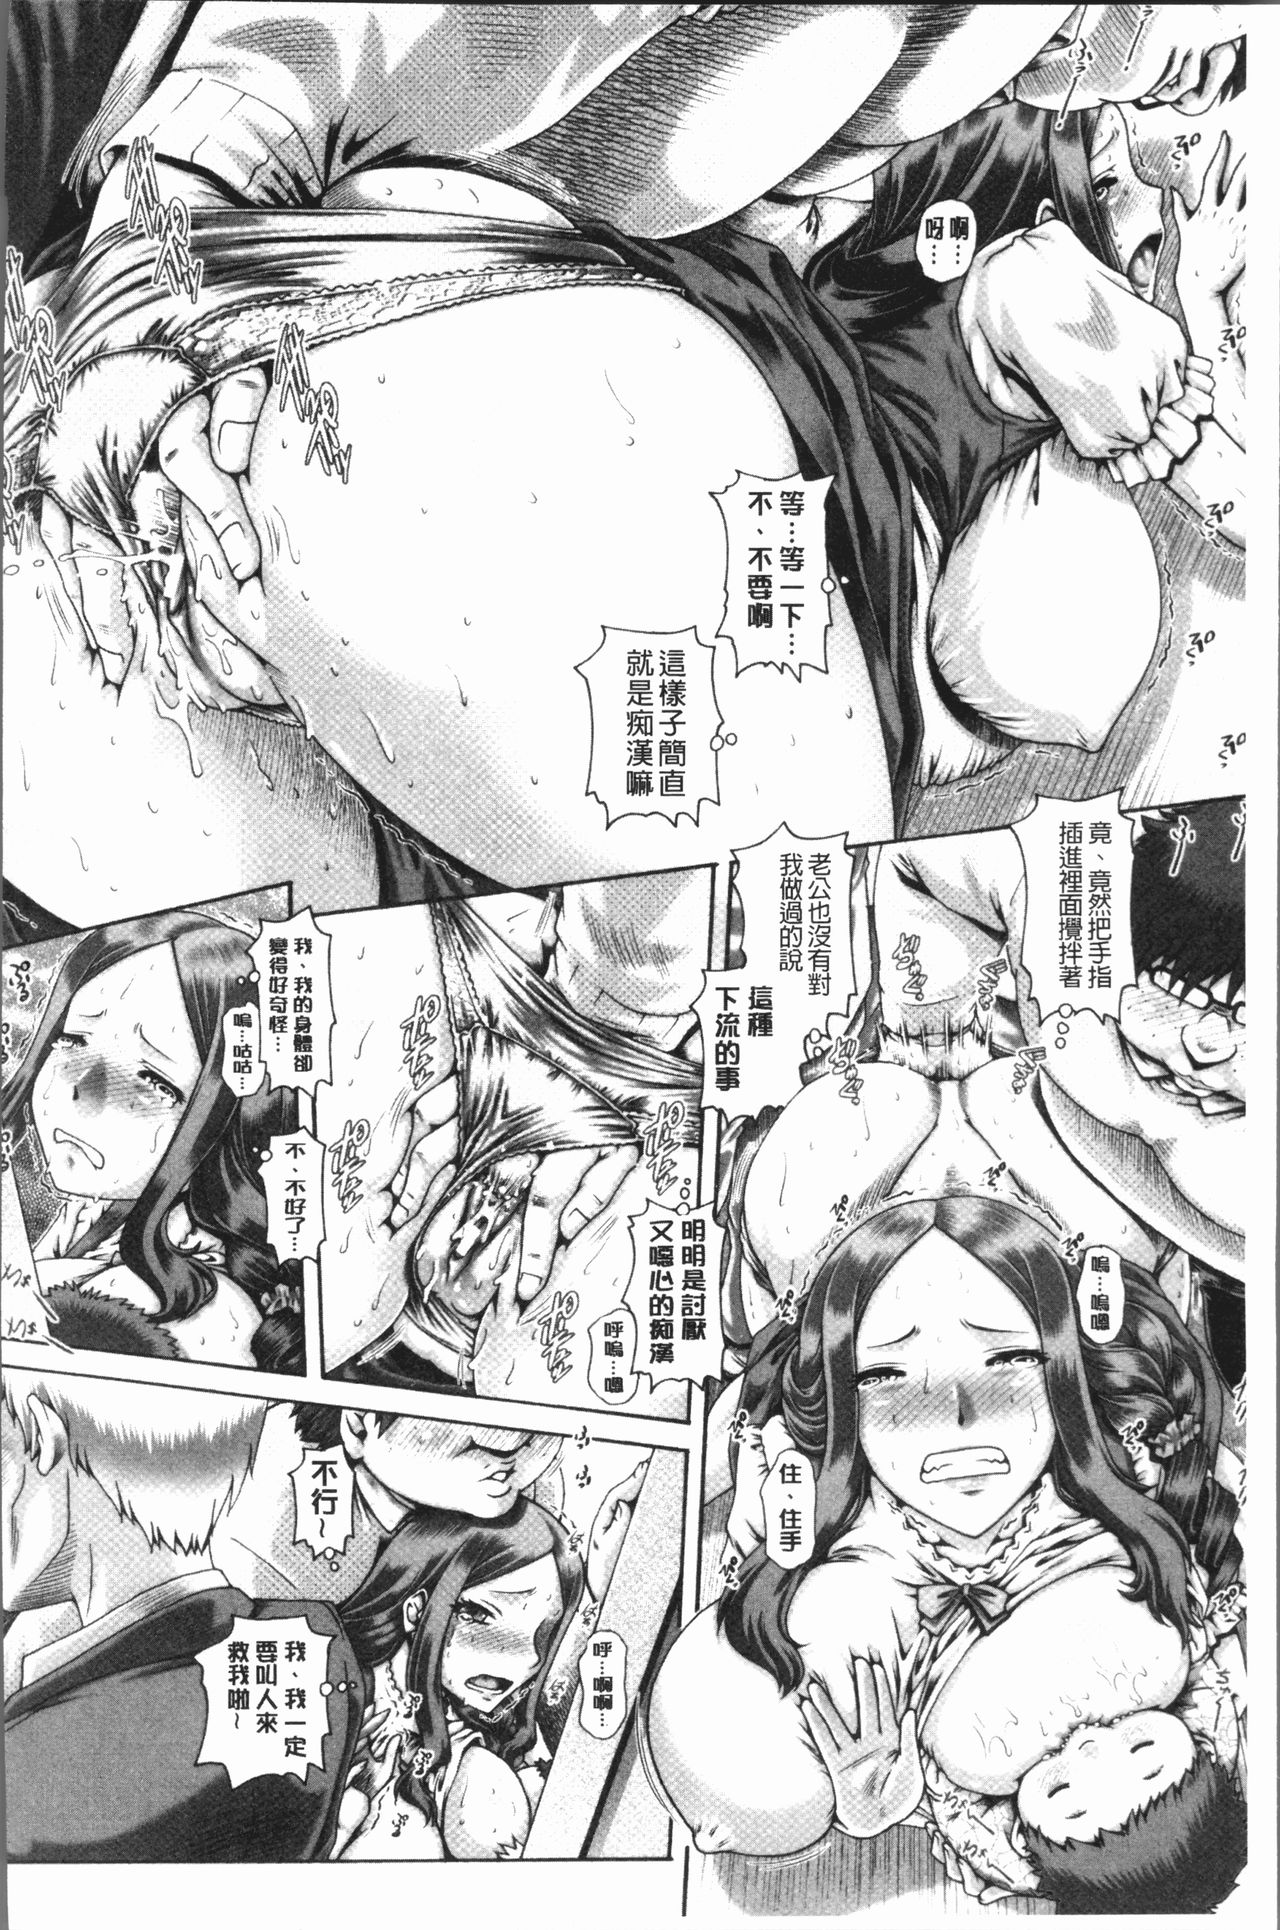 啊…
呀…
等…等一下…
不、不要啊
這樣子簡直
就是痴漢嘛
竟、竟然把手指
插進裡面攪拌著
老公也沒有對
我做過的說
這種
下流的事
嗚…嗚嗯
住、住手
明明是討厭
又噁心的痴漢
呼嗚…嗯
我、我的身體卻
變得好奇怪…
嗚…咕咕…
不、不好了…
不行~
呼…啊啊…
我、我一定
要叫人來
救我啦~